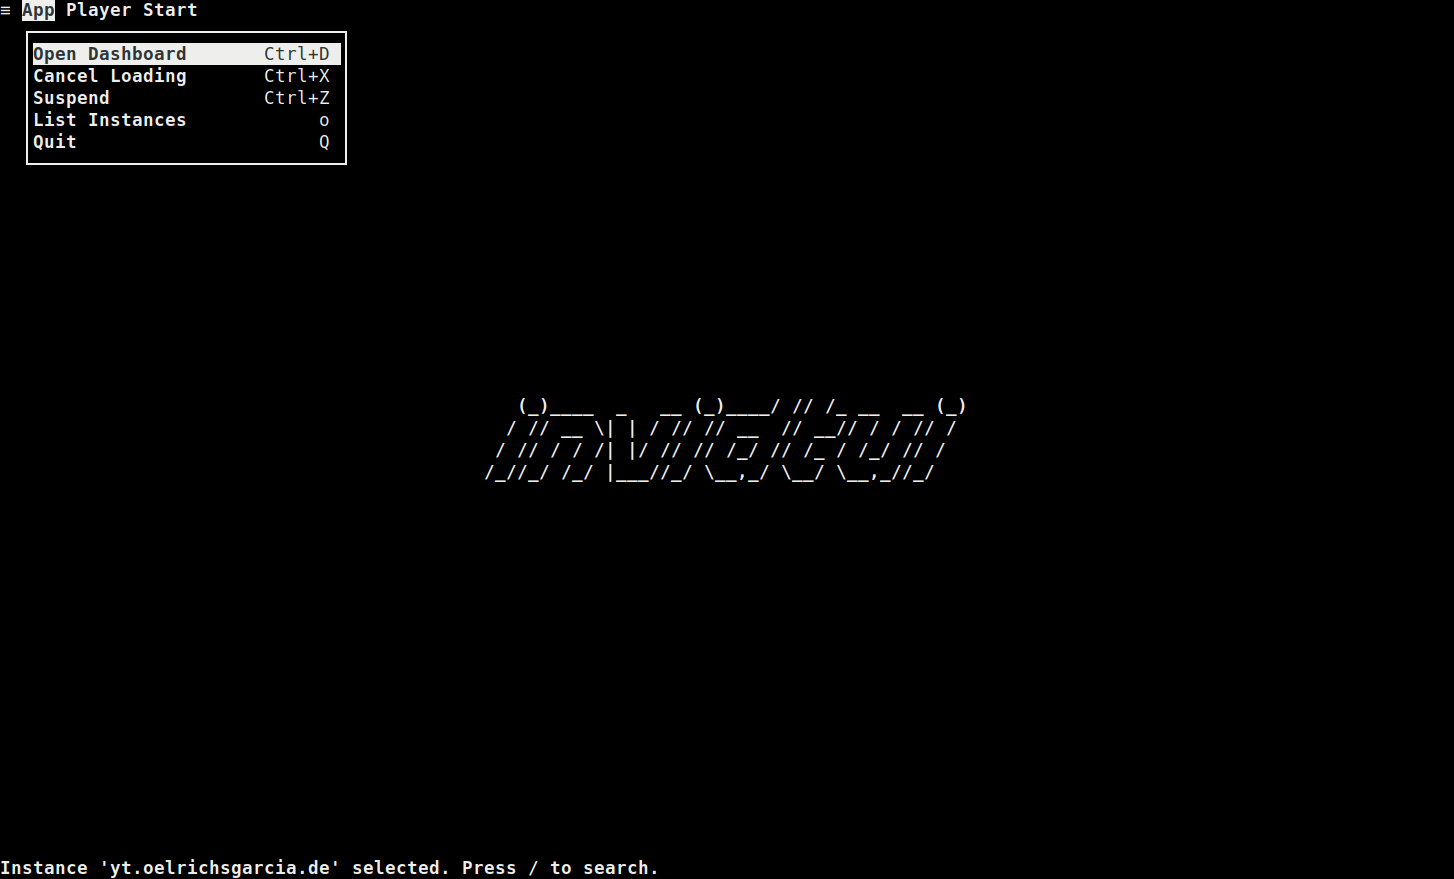 ≡ App Player Start
Open Dashboard Ctrl+D
Cancel Loading Ctrl+X
Suspend Ctrl+Z
List Instances o
Quit Q
invidtui
Instance 'yt.oelrichsgarcia.de' selected. Press / to search.